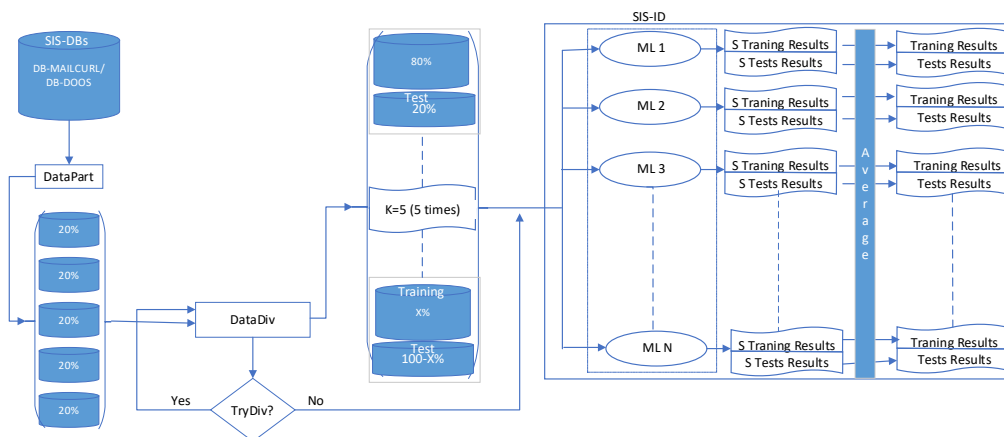 SIS-DBs
DB-MAILCURL/
DB-DOOS
DataPart
20%
20%
20%
20%
20%
DataDiv
TryDiv?
Yes
No
80%
Test
20%
K=5 (5 times)
Training
X%
Test
100-X%
SIS-ID
ML 1
S Traning Results
S Tests Results
Traning Results
Tests Results
ML 2
S Traning Results
S Tests Results
Traning Results
Tests Results
ML 3
S Traning Results
S Tests Results
Traning Results
Tests Results
ML N
S Traning Results
S Tests Results
Traning Results
Tests Results
Average